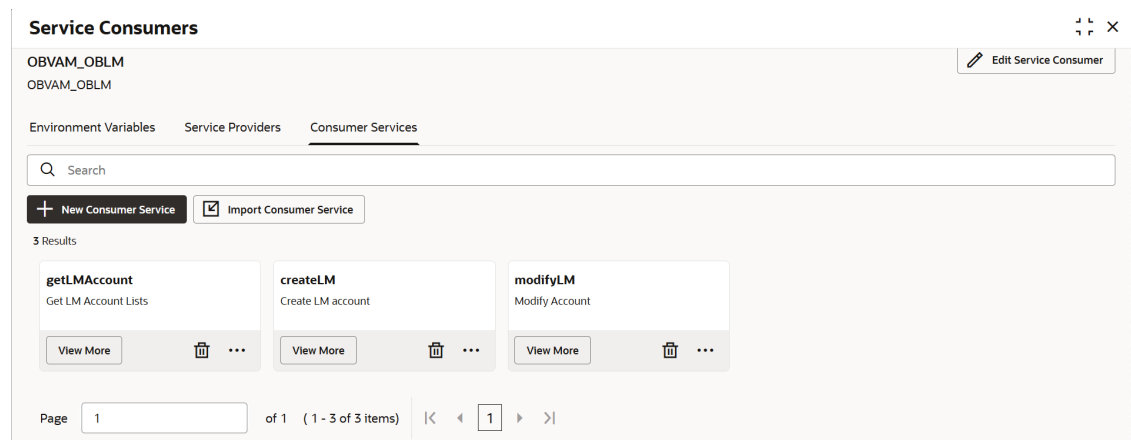 Service Consumers
OBVAM_OBLM
Edit Service Consumer
OBVAM_OBLM
Environment Variables Service Providers Consumer Services
Search
New Consumer Service Import Consumer Service
3 Results
getLMAccount createLM modifyLM
Get LM Account Lists Create LM account Modify Account
View More View More View More
Page 1 of 1 ( 1 - 3 of 3 items) 1